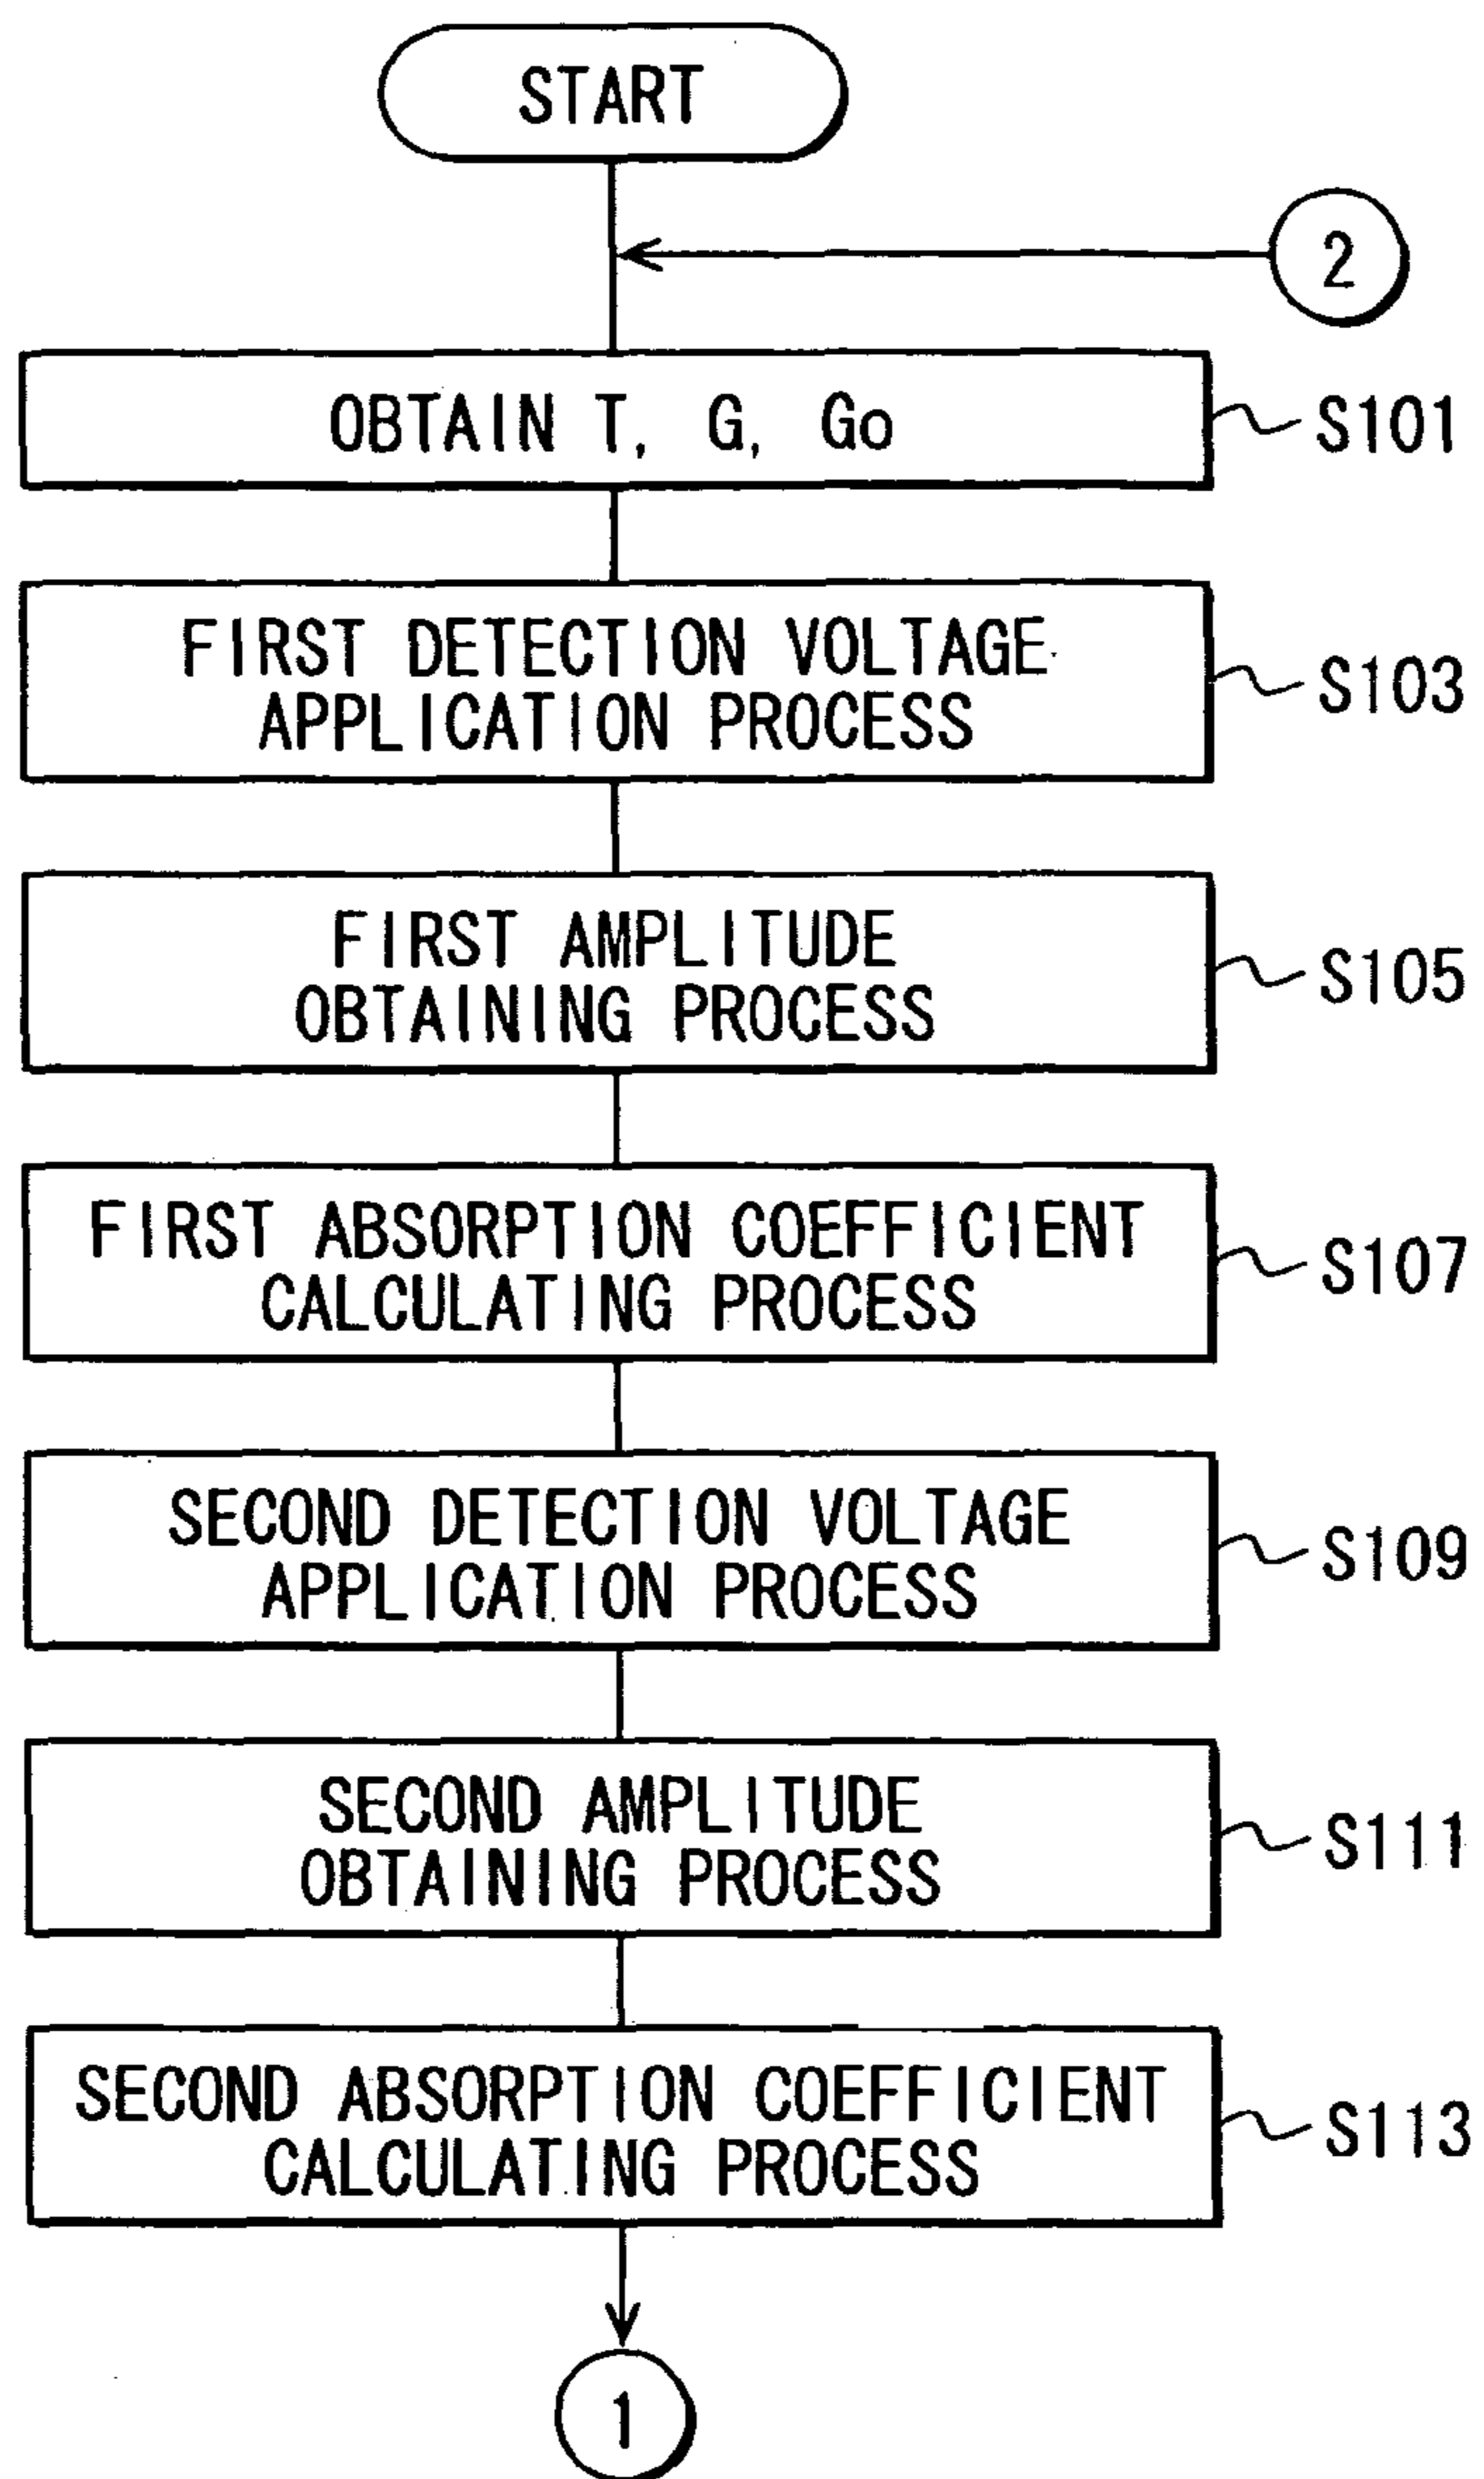 START
2
OBTAIN T, G, Go
S101
FIRST DETECTION VOLTAGE
APPLICATION PROCESS
S103
FIRST AMPLITUDE
OBTAINING PROCESS
S105
FIRST ABSORPTION COEFFICIENT
CALCULATING PROCESS
S107
SECOND DETECTION VOLTAGE
APPLICATION PROCESS
S109
SECOND AMPLITUDE
OBTAINING PROCESS
S111
SECOND ABSORPTION COEFFICIENT
CALCULATING PROCESS
S113
1